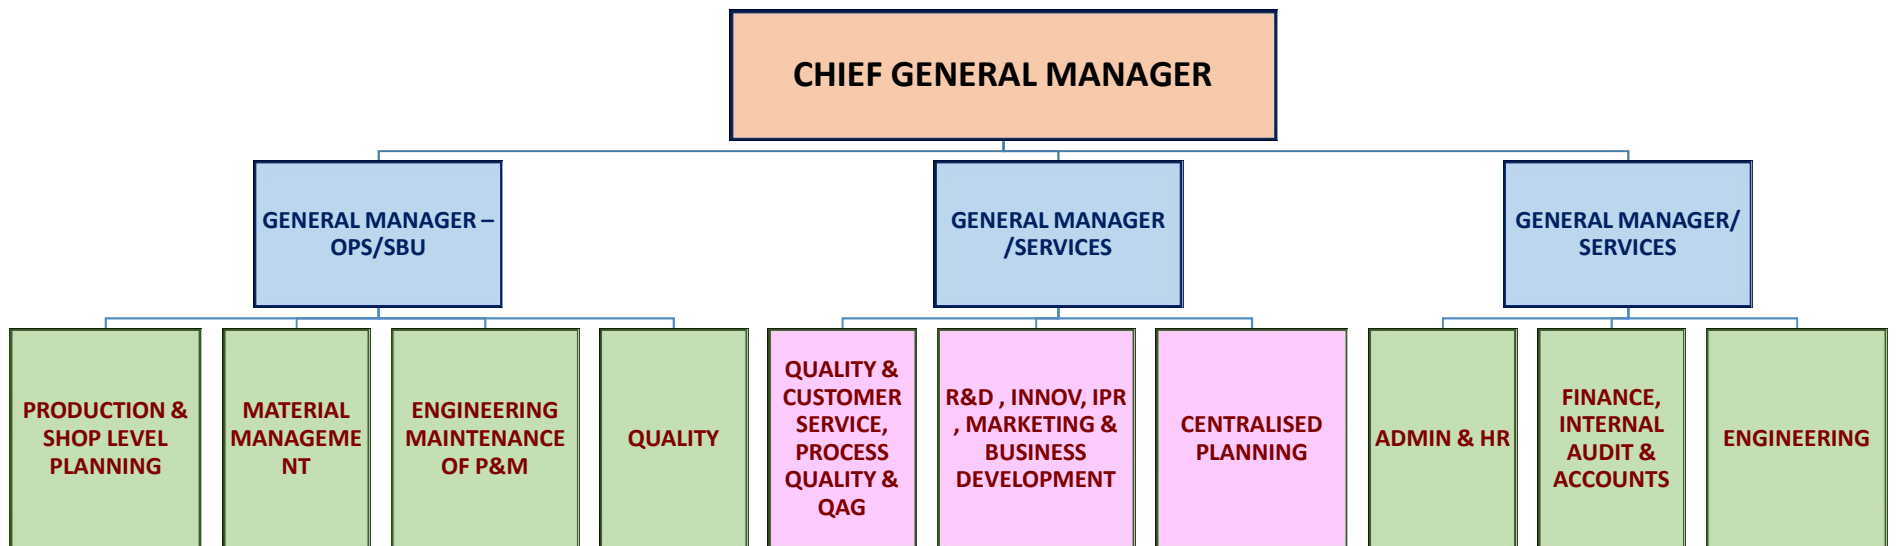 CHIEF GENERAL MANAGER
GENERAL MANAGER –
OPS/SBU
GENERAL MANAGER
/SERVICES
GENERAL MANAGER/
SERVICES
PRODUCTION &
SHOP LEVEL
PLANNING
MATERIAL
MANAGEME
NT
ENGINEERING
MAINTENANCE
OF P&M
QUALITY
QUALITY &
CUSTOMER
SERVICE,
PROCESS
QUALITY &
QAG
R&D , INNOV, IPR
, MARKETING &
BUSINESS
DEVELOPMENT
CENTRALISED
PLANNING
ADMIN & HR
FINANCE,
INTERNAL
AUDIT &
ACCOUNTS
ENGINEERING